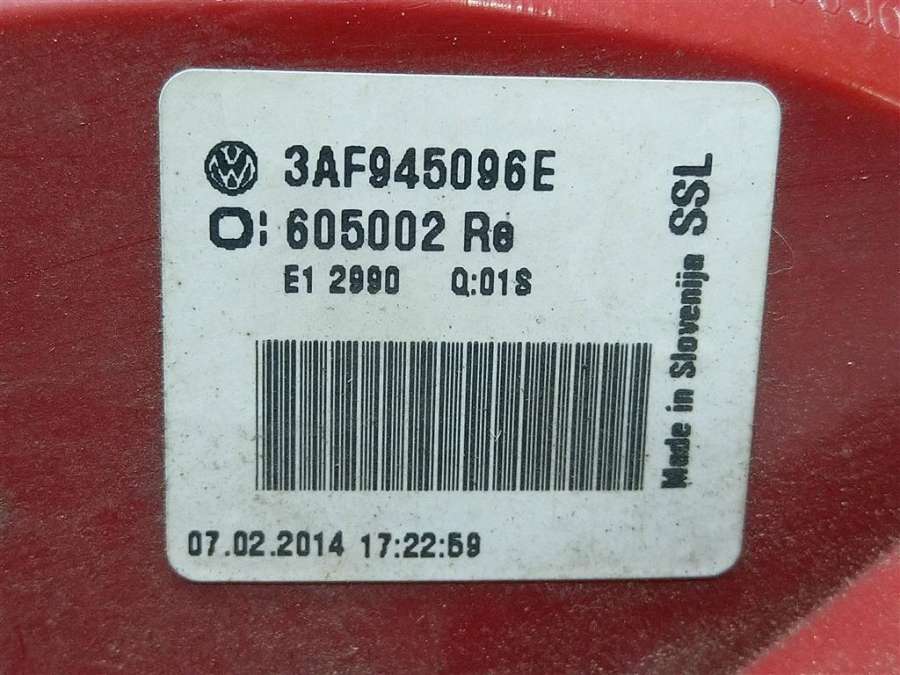 3AF945096E
O: 605002 Re
E1 2990 Q:01S
07.02.2014 17:22:59
Made in Slovenija SSL